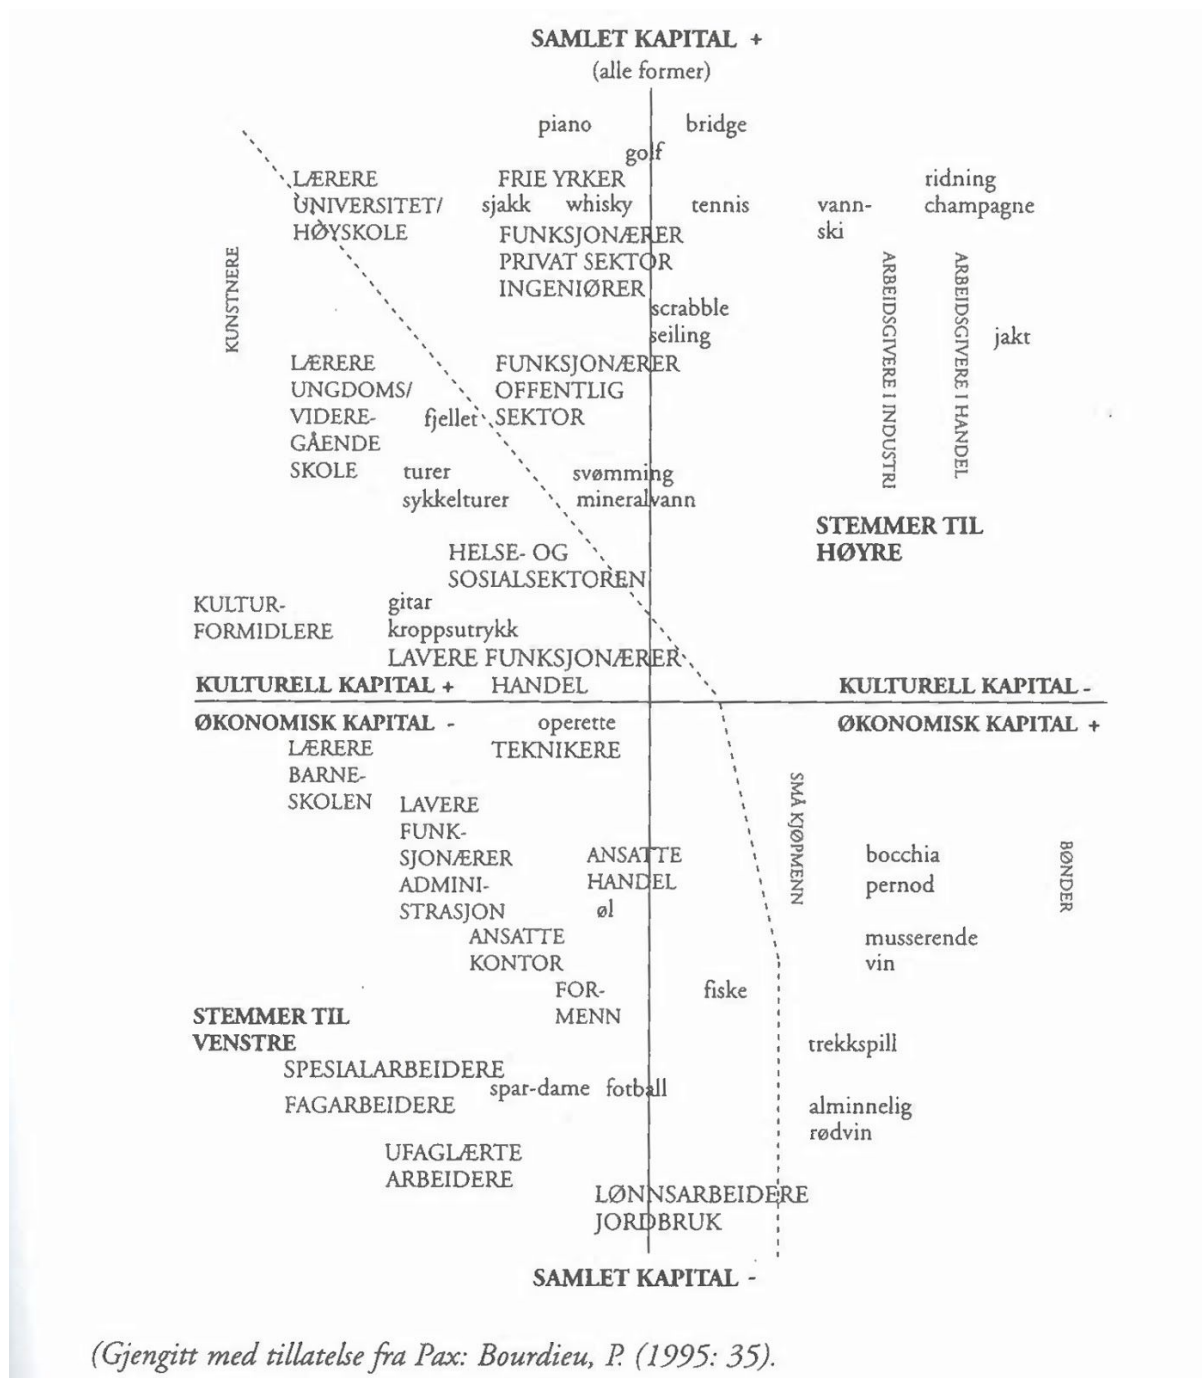 SAMLET KAPITAL +
(alle former)
piano
bridge
golf
LÆRERE
UNIVERSITET/
HØYSKOLE
FRIE YRKER
sjakk whisky
tennis
vann-
ski
ridning
champagne
FUNKSJONÆRER
PRIVAT SEKTOR
INGENIØRER
KUNSTNERE
ARBEIDSGIVERE I INDUSTRI
ARBEIDSGIVERE I HANDEL
jakt
scrabble
seiling
LÆRERE
UNGDOMS/
VIDERE-
GÅENDE
SKOLE
fjellet
FUNKSJONÆRER
OFFENTLIG
SEKTOR
turer
sykkelturer
svømming
mineralvann
STEMMER TIL
HØYRE
HELSE- OG
SOSIALSEKTOREN
KULTUR-
FORMIDLERE
gitar
kroppsutrykk
LAVERE FUNKSJONÆRER
HANDEL
KULTURELL KAPITAL +
KULTURELL KAPITAL -
ØKONOMISK KAPITAL -
ØKONOMISK KAPITAL +
operette
TEKNIKERE
LÆRERE
BARNE-
SKOLEN
LAVERE
FUNK-
SJONÆRER
ADMINI-
STRASJON
ANSATTE
HANDEL
øl
SMÅ KJØPMENN
bocchia
pernod
BØNDER
ANSATTE
KONTOR
musserende
vin
FOR-
MENN
fiske
STEMMER TIL
VENSTRE
trekkspill
SPESIALARBEIDERE
FAGARBEIDERE
spar-dame fotball
alminnelig
rødvin
UFAGLÆRTE
ARBEIDERE
LØNNSARBEIDERE
JORDBRUK
SAMLET KAPITAL -
(Gjengitt med tillatelse fra Pax: Bourdieu, P. (1995: 35).